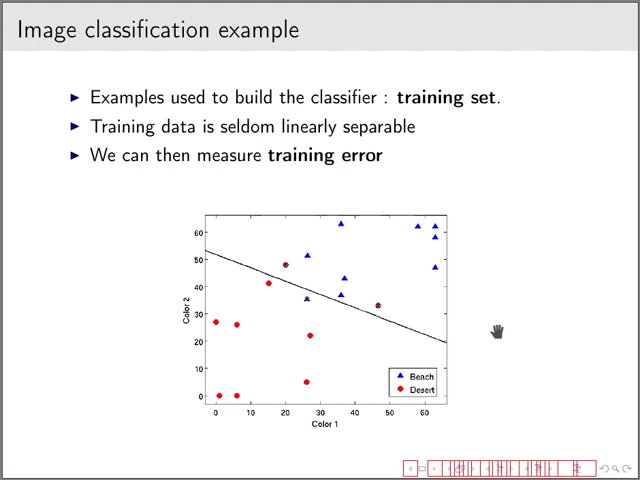 Image classification example
Examples used to build the classifier : training set.
Training data is seldom linearly separable
We can then measure training error
60
50
40
30
20
10
0
Color 2
Beach
Desert
0 10 20 30 40 50 60
Color 1